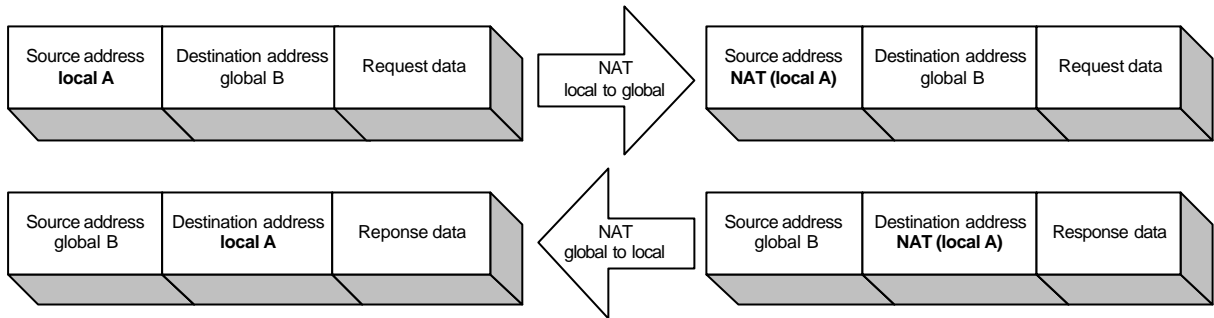 Source address
local A
Destination address
global B
Request data
NAT
local to global
Source address
NAT (local A)
Destination address
global B
Request data
Source address
global B
Destination address
local A
Reponse data
NAT
global to local
Source address
global B
Destination address
NAT (local A)
Response data